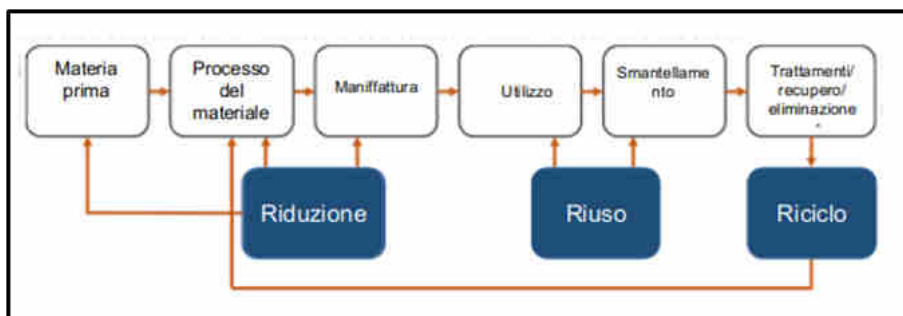 Materia
prima
Processo
del
materiale
Maniffattura
Utilizzo
Smantellame
nto
Trattamenti/
recupero/
eliminazione
Riduzione
Riuso
Riciclo